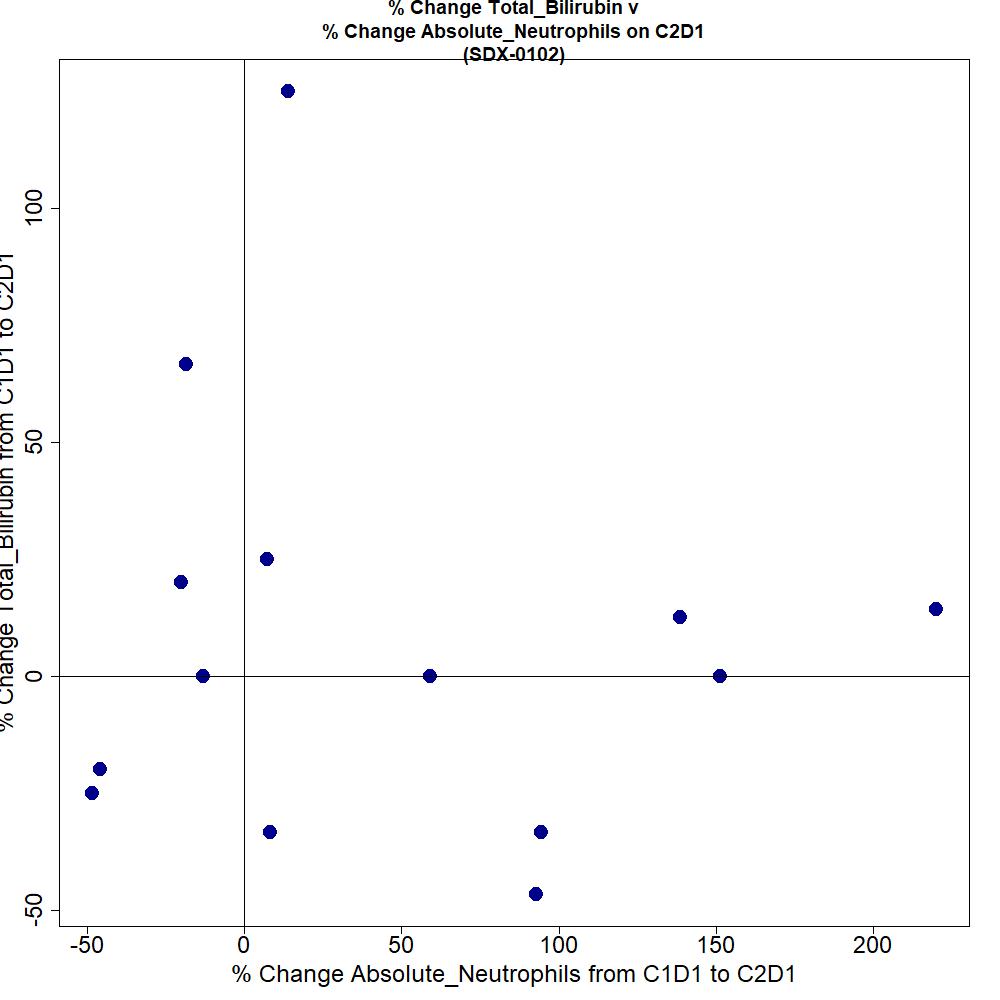 % Change Total_Bilirubin v
% Change Absolute_Neutrophils on C2D1
(SDX-0102)
% Change Total_Bilirubin from C1D1 to C2D1
100
50
0
-50
-50
0
50
100
150
200
% Change Absolute_Neutrophils from C1D1 to C2D1